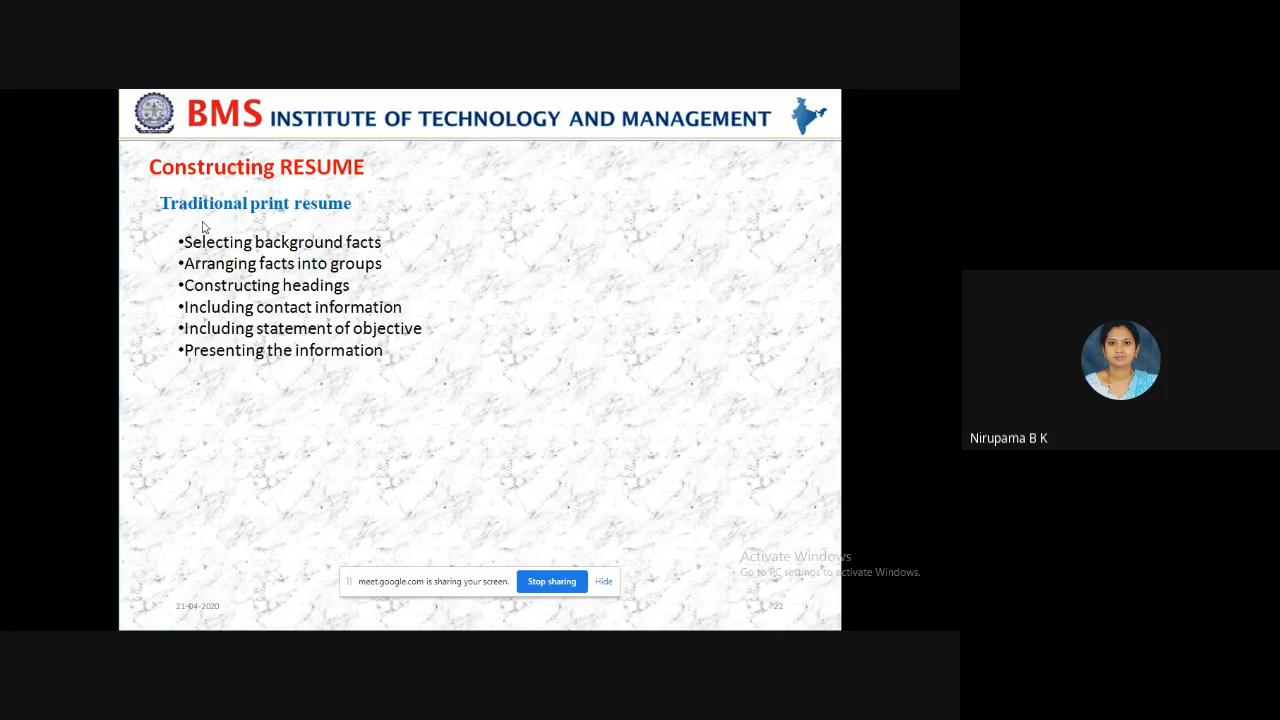 BMS INSTITUTE OF TECHNOLOGY AND MANAGEMENT
Constructing RESUME
Traditional print resume
•Selecting background facts
•Arranging facts into groups
•Constructing headings
•Including contact information
•Including statement of objective
•Presenting the information
Nirupama B K
Activate Windows
Go to PC settings to activate Windows.
meet.google.com is sharing your screen. Stop sharing Hide
21-04-2020 22